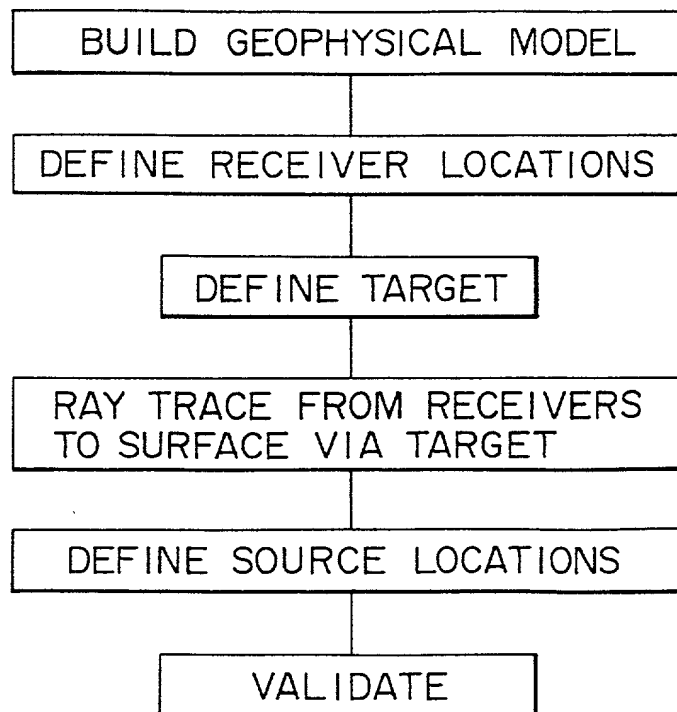 BUILD GEOPHYSICAL MODEL
DEFINE RECEIVER LOCATIONS
DEFINE TARGET
RAY TRACE FROM RECEIVERS
TO SURFACE VIA TARGET
DEFINE SOURCE LOCATIONS
VALIDATE